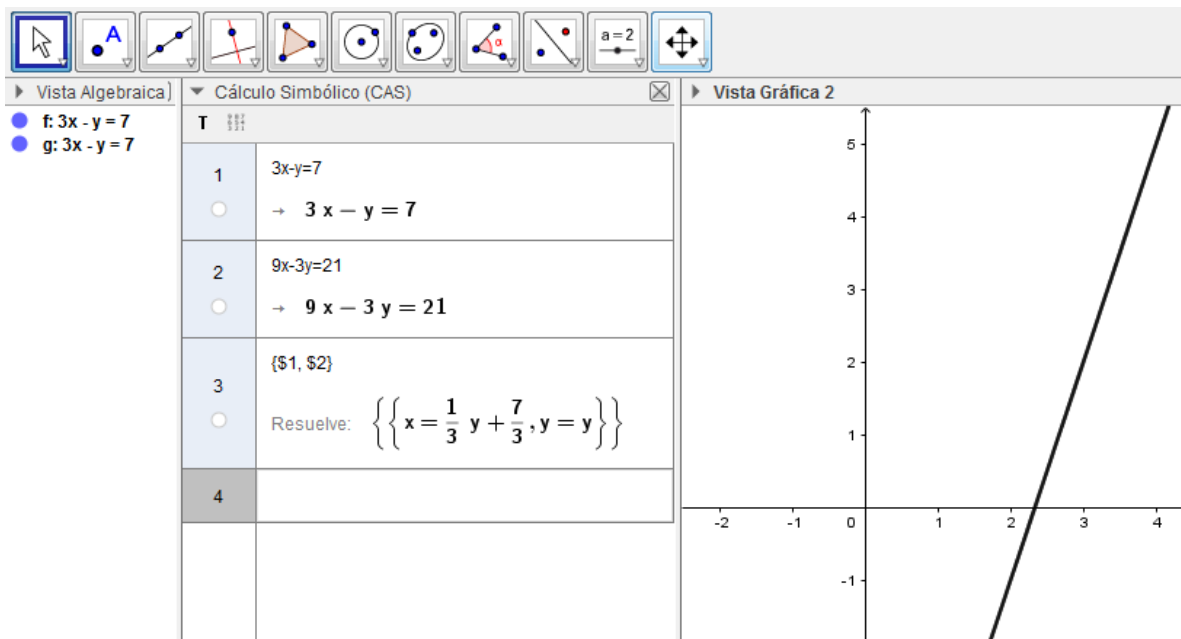 A
α
a = 2
Vista Algebraica
f: 3x - y = 7
g: 3x - y = 7
Cálculo Simbólico (CAS)
T
1
3x-y=7
→ 3 x – y = 7
2
9x-3y=21
→ 9 x – 3 y = 21
3
{$1, $2}
Resuelve: {{x = 1/3 y + 7/3, y = y}}
4
Vista Gráfica 2
5
4
3
2
1
-2 -1 0 1 2 3 4
-1